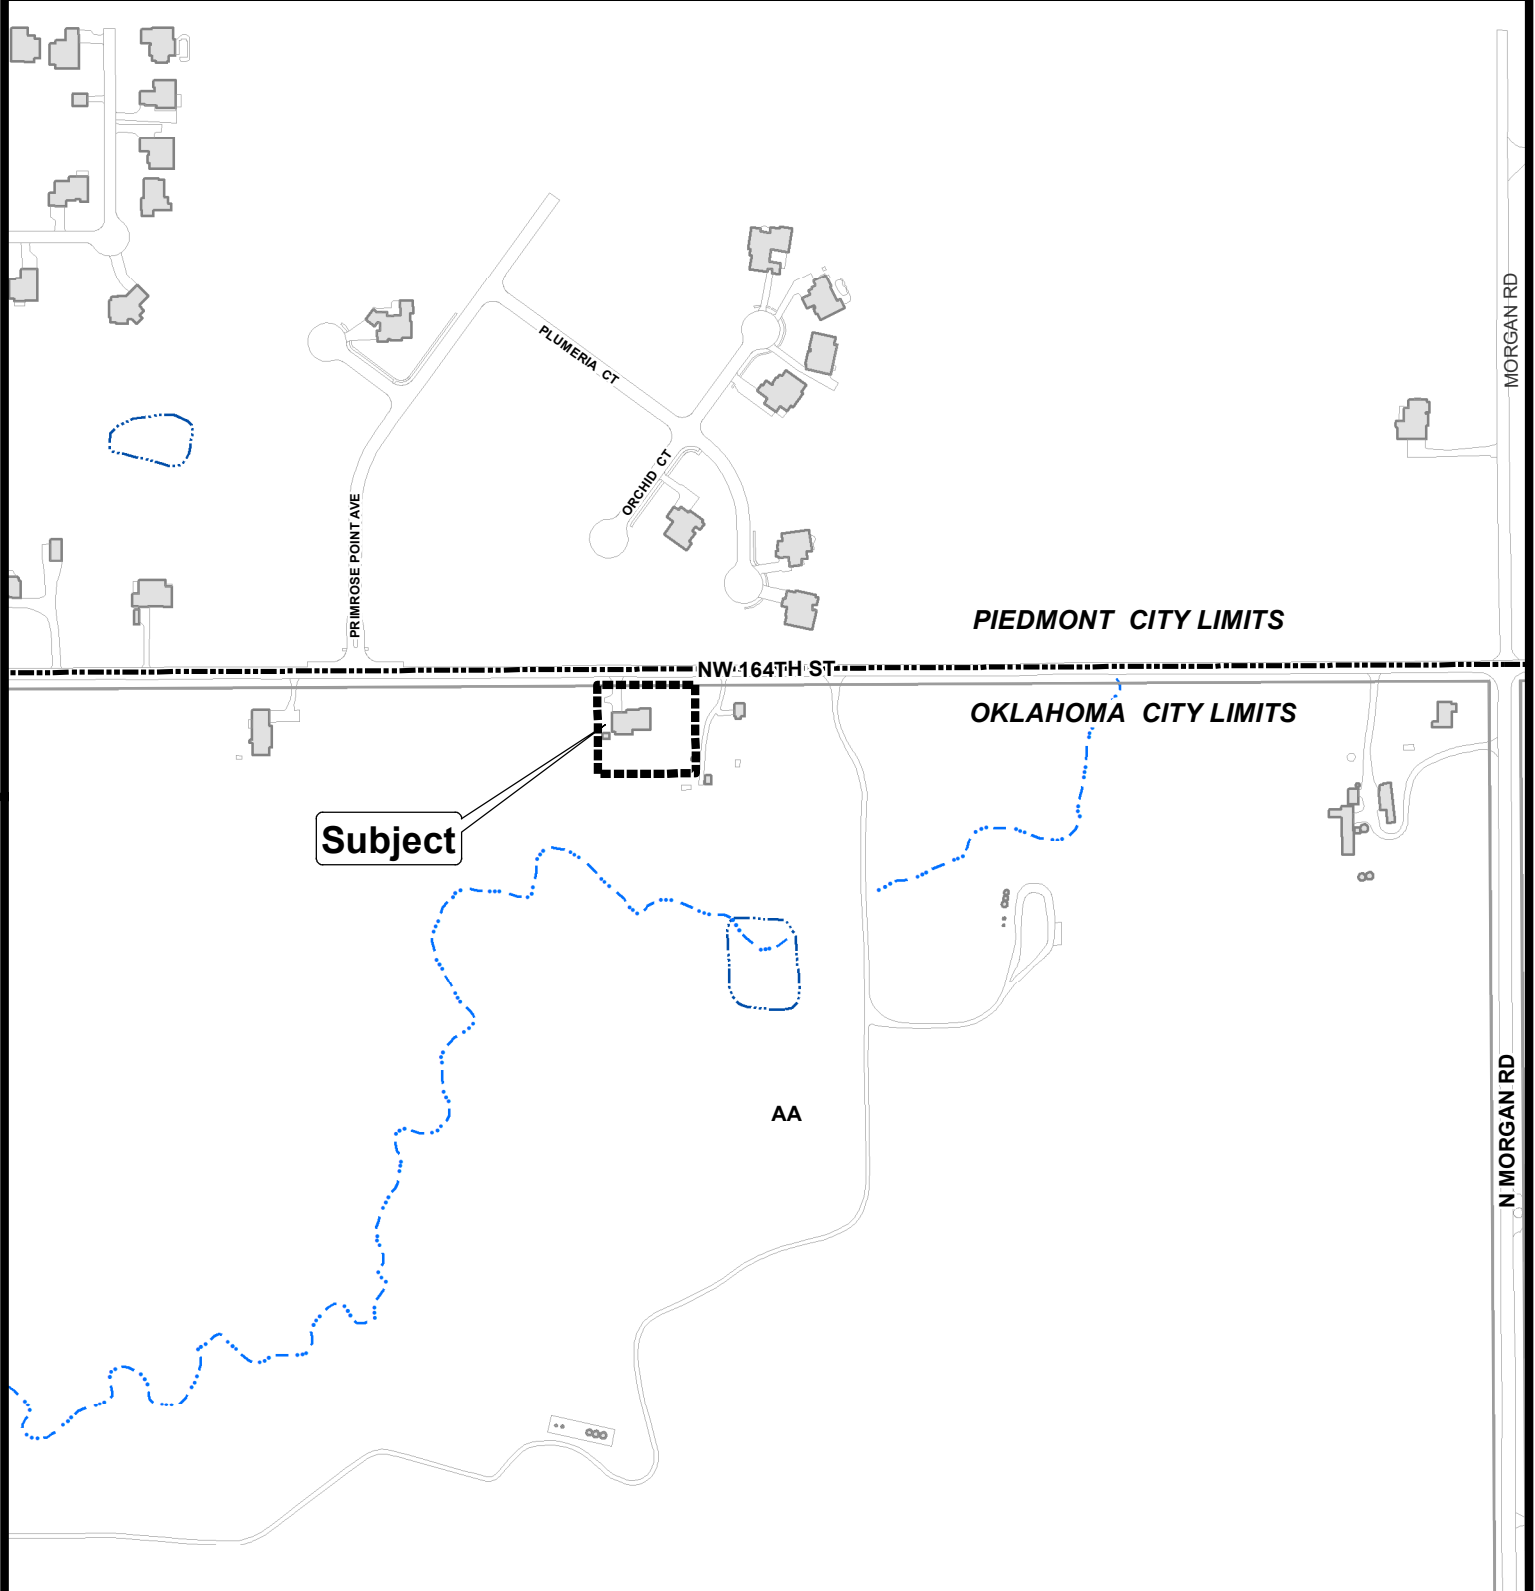 MORGAN RD
PLUMERIA CT
ORCHID CT
PRIMROSE POINT AVE
PIEDMONT CITY LIMITS
NW 164TH ST
OKLAHOMA CITY LIMITS
Subject
AA
N MORGAN RD